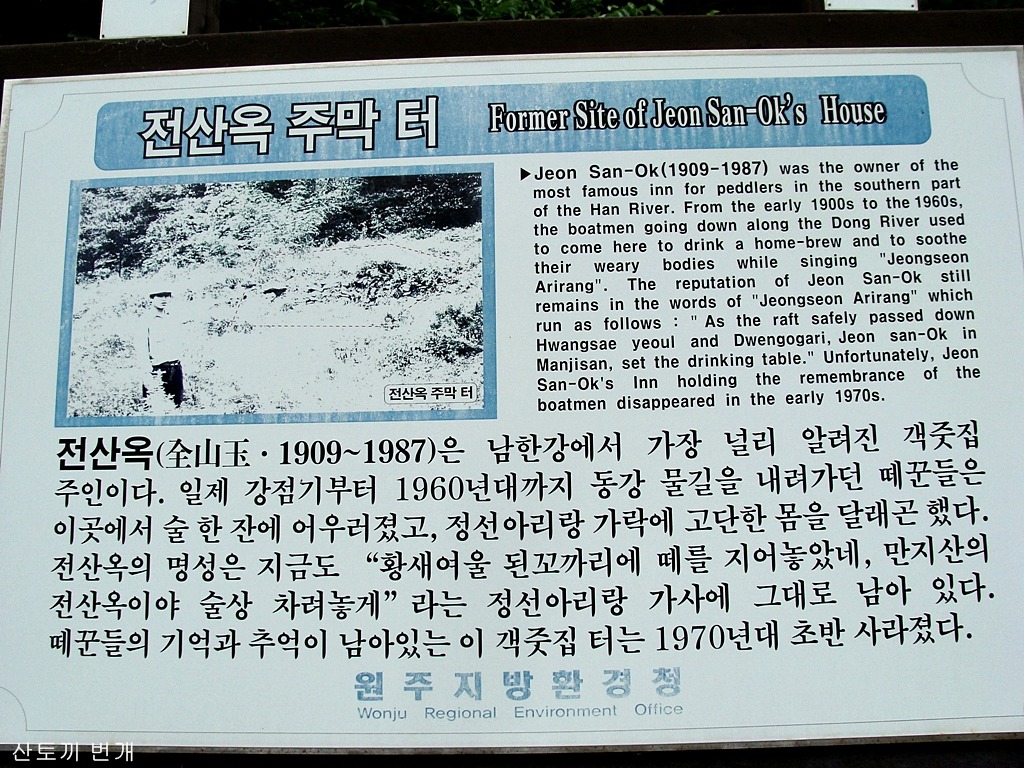 전산옥 주막 터 Former Site of Jeon San-Ok's House
▶Jeon San-Ok(1909-1987) was the owner of the
most famous inn for peddlers in the southern part
of the Han River. From the early 1900s to the 1960s,
the boatmen going down along the Dong River used
to come here to drink a home-brew and to soothe
their weary bodies while singing "Jeongseon
Arirang". The reputation of Jeon San-Ok still
remains in the words of "Jeongseon Arirang" which
run as follows : " As the raft safely passed down
Hwangsae yeoul and Dwengogari, Jeon san-Ok in
Manjisan, set the drinking table." Unfortunately, Jeon
San-Ok's Inn holding the remembrance of the
boatmen disappeared in the early 1970s.
전산옥 주막 터
전산옥(全山玉·1909~1987)은 남한강에서 가장 널리 알려진 객줏집
주인이다. 일제 강점기부터 1960년대까지 동강 물길을 내려가던 떼꾼들은
이곳에서 술 한 잔에 어우러졌고, 정선아리랑 가락에 고단한 몸을 달래곤 했다.
전산옥의 명성은 지금도 “황새여울 된꼬까리에 떼를 지어놓았네, 만지산의
전산옥이야 술상 차려놓게” 라는 정선아리랑 가사에 그대로 남아 있다.
떼꾼들의 기억과 추억이 남아있는 이 객줏집 터는 1970년대 초반 사라졌다.
원주지방환경청
Wonju Regional Environment Office
산토끼 번개